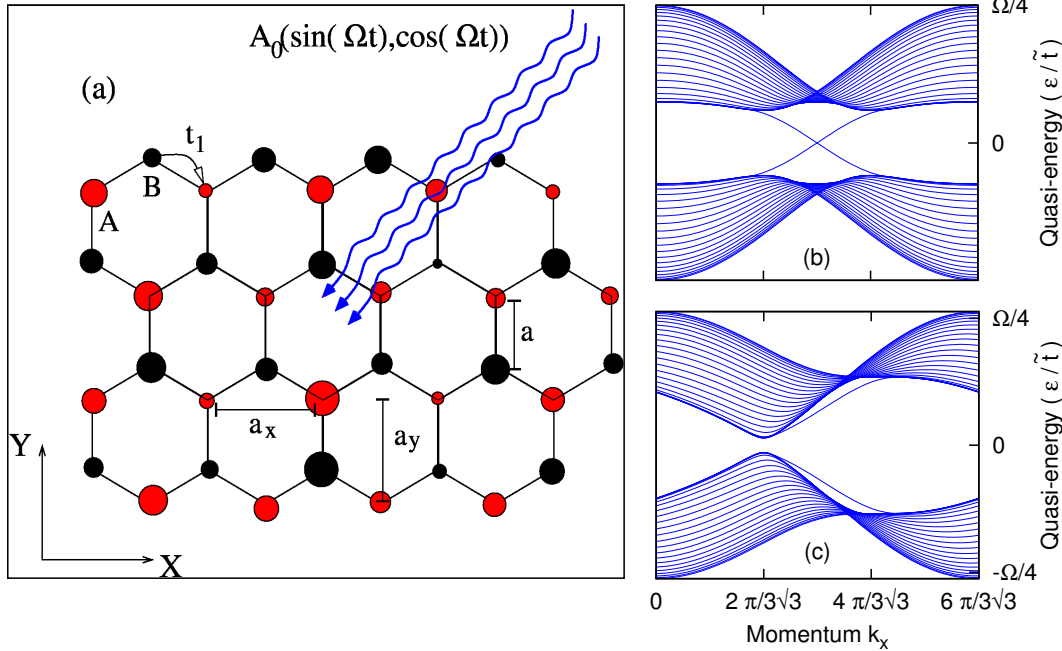 A₀(sin( Ωt),cos( Ωt))
(a)
t₁
B
A
a
aₓ
a_y
Y
X
Ω/4
0
(b)
Quasi-energy ( ε / t̃ )
Ω/4
0
-Ω/4
(c)
Quasi-energy ( ε / t̃ )
0 2 π/3√3 4 π/3√3 6 π/3√3
Momentum kₓ